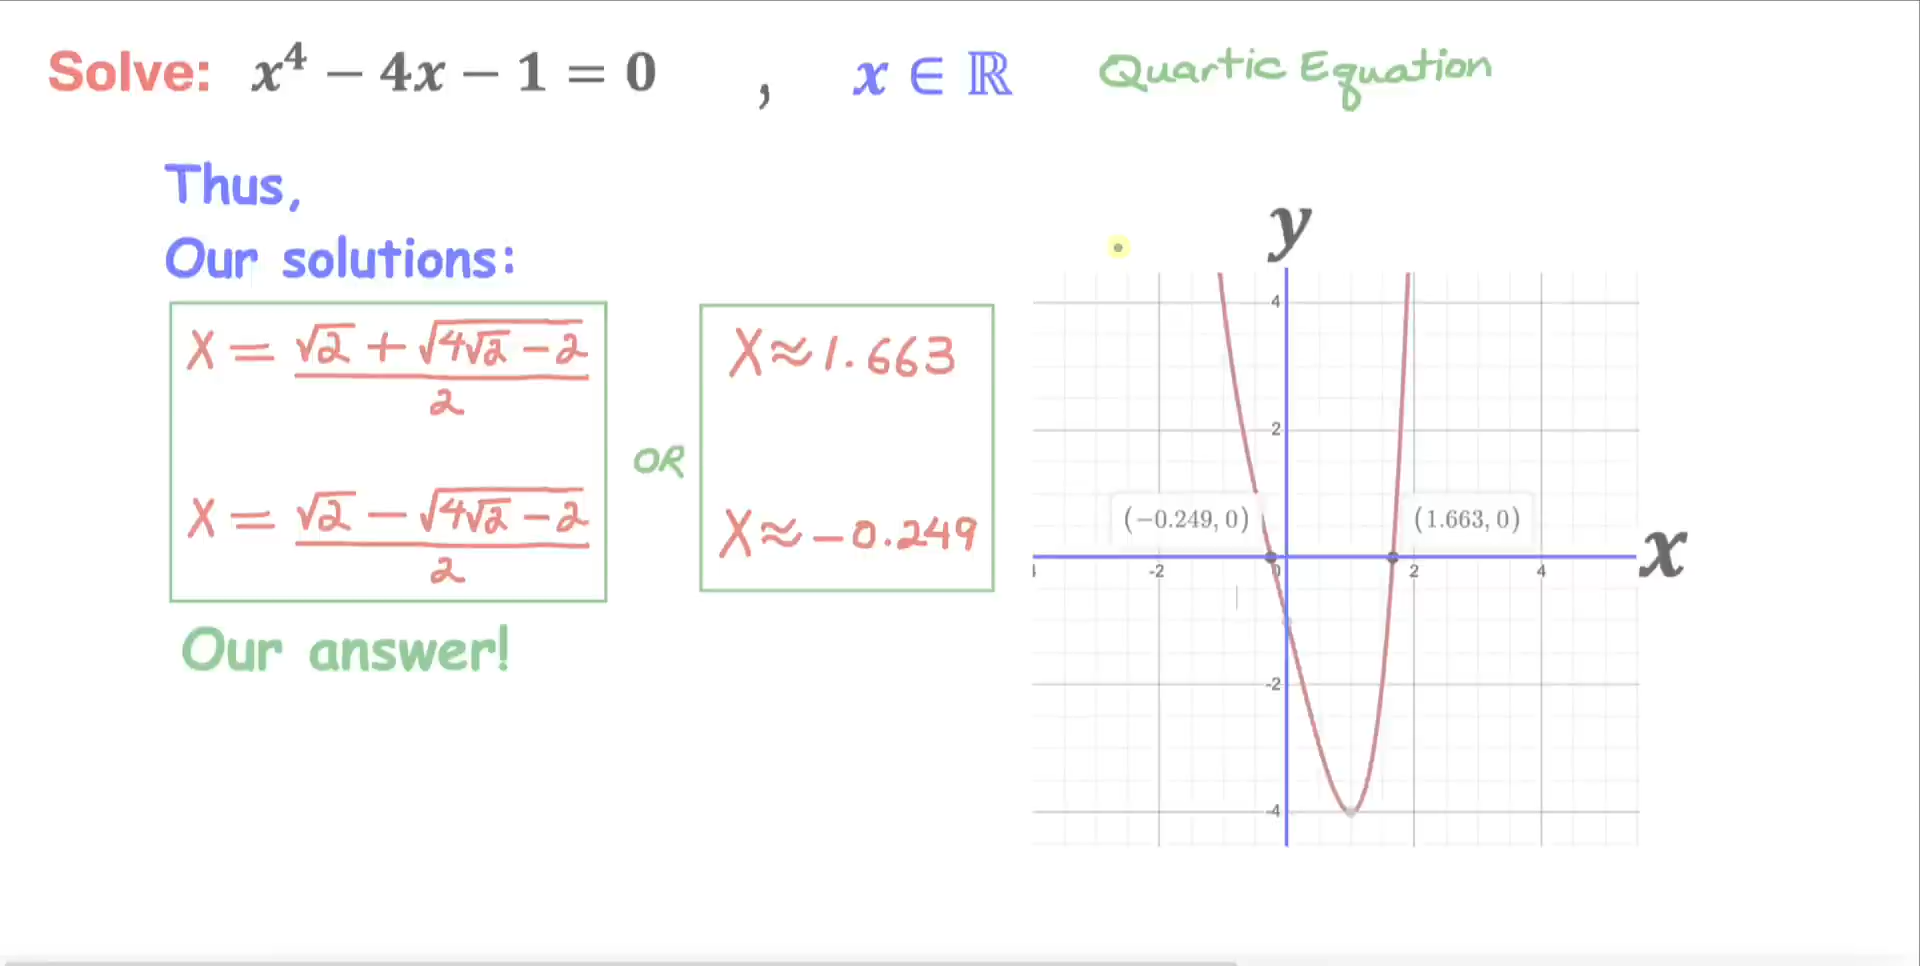 Solve: x⁴ − 4x − 1 = 0 , x ∈ ℝ Quartic Equation
Thus,
Our solutions:
X = (√2 + √(4√2 − 2)) / 2
X ≈ 1.663
OR
X = (√2 − √(4√2 − 2)) / 2
X ≈ −0.249
Our answer!
y
4
2
(−0.249, 0)
(1.663, 0)
x
-2
0
2
4
-2
-4